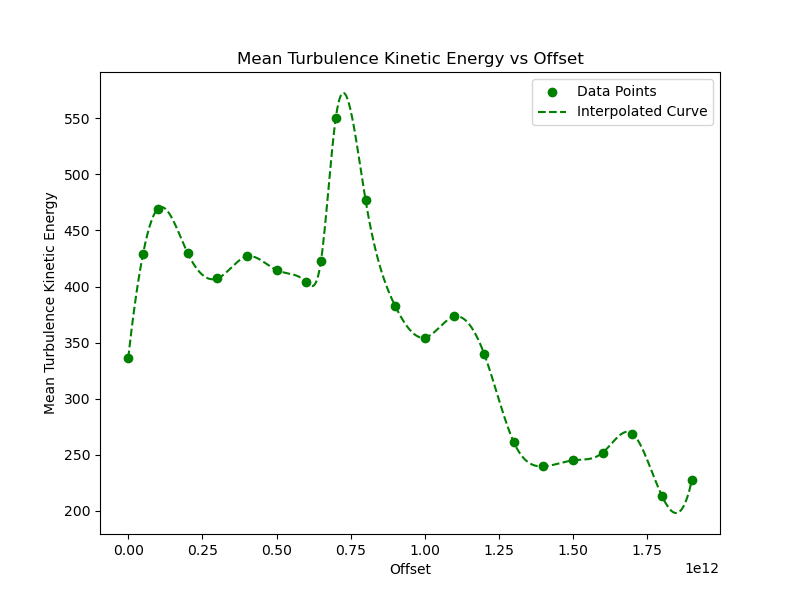 Mean Turbulence Kinetic Energy vs Offset
Data Points
Interpolated Curve
Mean Turbulence Kinetic Energy
550
500
450
400
350
300
250
200
0.00 0.25 0.50 0.75 1.00 1.25 1.50 1.75
1e12
Offset